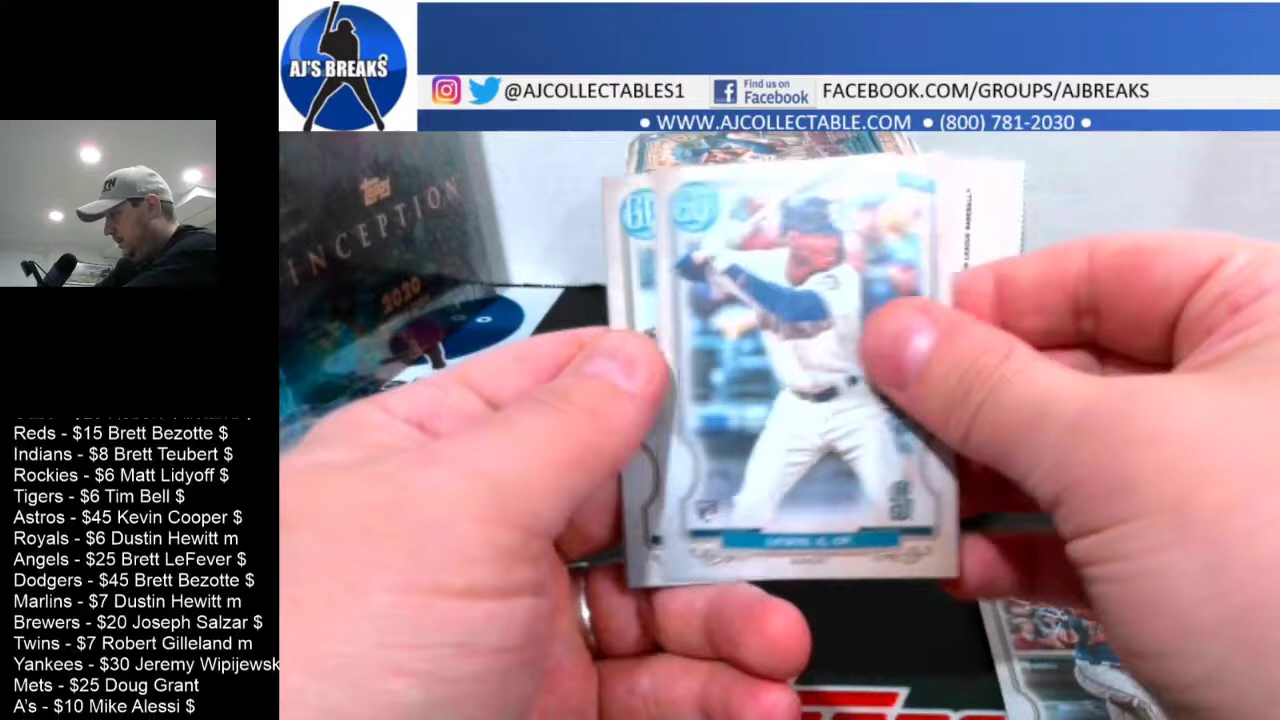 AJ'S BREAKS
@AJCOLLECTABLES1
Find us on
Facebook
FACEBOOK.COM/GROUPS/AJBREAKS
● WWW.AJCOLLECTABLE.COM ● (800) 781-2030 ●
Topps
INCEPTION
2020
Reds - $15 Brett Bezotte $
Indians - $8 Brett Teubert $
Rockies - $6 Matt Lidyoff $
Tigers - $6 Tim Bell $
Astros - $45 Kevin Cooper $
Royals - $6 Dustin Hewitt m
Angels - $25 Brett LeFever $
Dodgers - $45 Brett Bezotte $
Marlins - $7 Dustin Hewitt m
Brewers - $20 Joseph Salzar $
Twins - $7 Robert Gilleland m
Yankees - $30 Jeremy Wipijewsk
Mets - $25 Doug Grant
A's - $10 Mike Alessi $